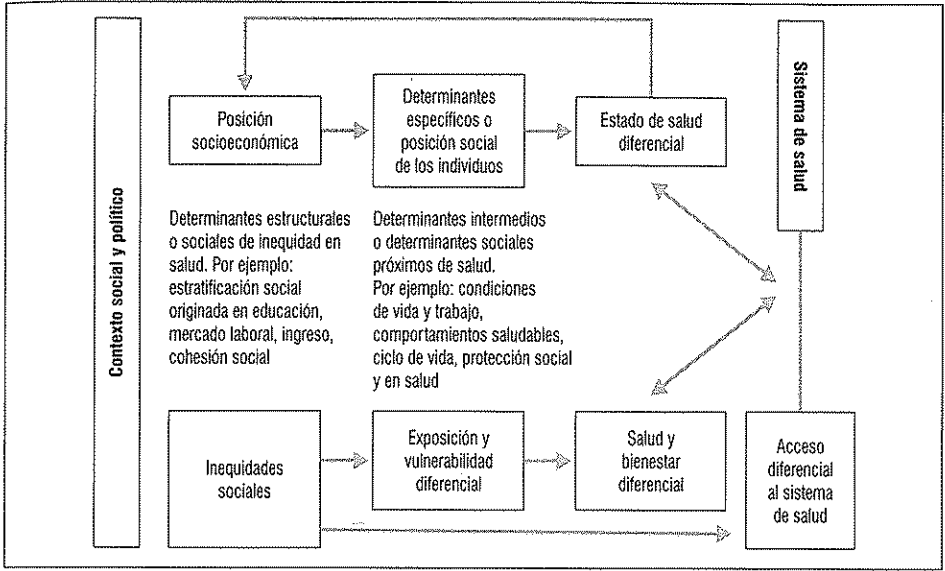 Contexto social y político
Posición
socioeconómica
Determinantes
específicos o
posición social
de los individuos
Estado de salud
diferencial
Sistema de salud
Determinantes estructurales
o sociales de inequidad en
salud. Por ejemplo:
estratificación social
originada en educación,
mercado laboral, ingreso,
cohesión social
Determinantes intermedios
o determinantes sociales
próximos de salud.
Por ejemplo: condiciones
de vida y trabajo,
comportamientos saludables,
ciclo de vida, protección social
y en salud
Inequidades
sociales
Exposición y
vulnerabilidad
diferencial
Salud y
bienestar
diferencial
Acceso
diferencial
al sistema
de salud